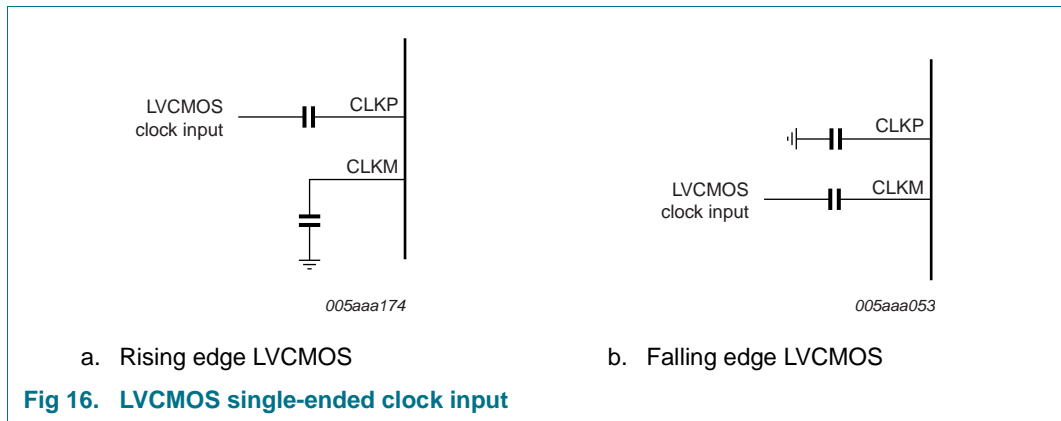 LVCMOS
clock input
CLKP
CLKM
005aaa174
a. Rising edge LVCMOS
CLKP
LVCMOS
clock input
CLKM
005aaa053
b. Falling edge LVCMOS
Fig 16. LVCMOS single-ended clock input